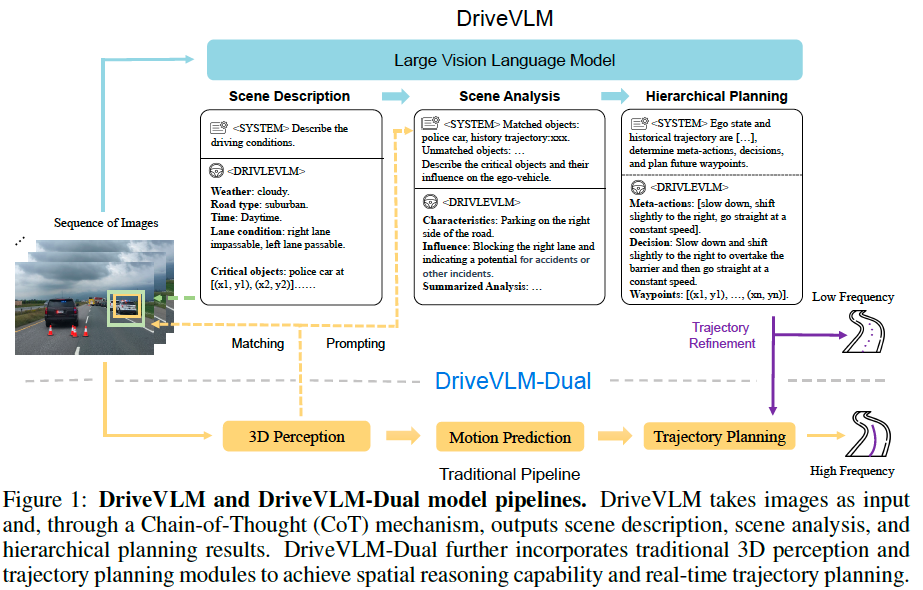 DriveVLM
Large Vision Language Model
Scene Description
Scene Analysis
Hierarchical Planning
<SYSTEM> Describe the
driving conditions.
<DRIVLEVLM>
Weather: cloudy.
Road type: suburban.
Time: Daytime.
Lane condition: right lane
impassable, left lane passable.
Critical objects: police car at
[(x1, y1), (x2, y2)]……
<SYSTEM> Matched objects:
police car, history trajectory:xxx.
Unmatched objects: …
Describe the critical objects and their
influence on the ego-vehicle.
<DRIVLEVLM>
Characteristics: Parking on the right
side of the road.
Influence: Blocking the right lane and
indicating a potential for accidents or
other incidents.
Summarized Analysis: …
<SYSTEM> Ego state and
historical trajectory are […],
determine meta-actions, decisions,
and plan future waypoints.
<DRIVLEVLM>
Meta-actions: [slow down, shift
slightly to the right, go straight at a
constant speed].
Decision: Slow down and shift
slightly to the right to overtake the
barrier and then go straight at a
constant speed.
Waypoints: [(x1, y1), …, (xn, yn)].
Sequence of Images
Matching
Prompting
Trajectory
Refinement
Low Frequency
DriveVLM-Dual
3D Perception
Motion Prediction
Trajectory Planning
Traditional Pipeline
High Frequency
Figure 1: DriveVLM and DriveVLM-Dual model pipelines. DriveVLM takes images as input
and, through a Chain-of-Thought (CoT) mechanism, outputs scene description, scene analysis, and
hierarchical planning results. DriveVLM-Dual further incorporates traditional 3D perception and
trajectory planning modules to achieve spatial reasoning capability and real-time trajectory planning.